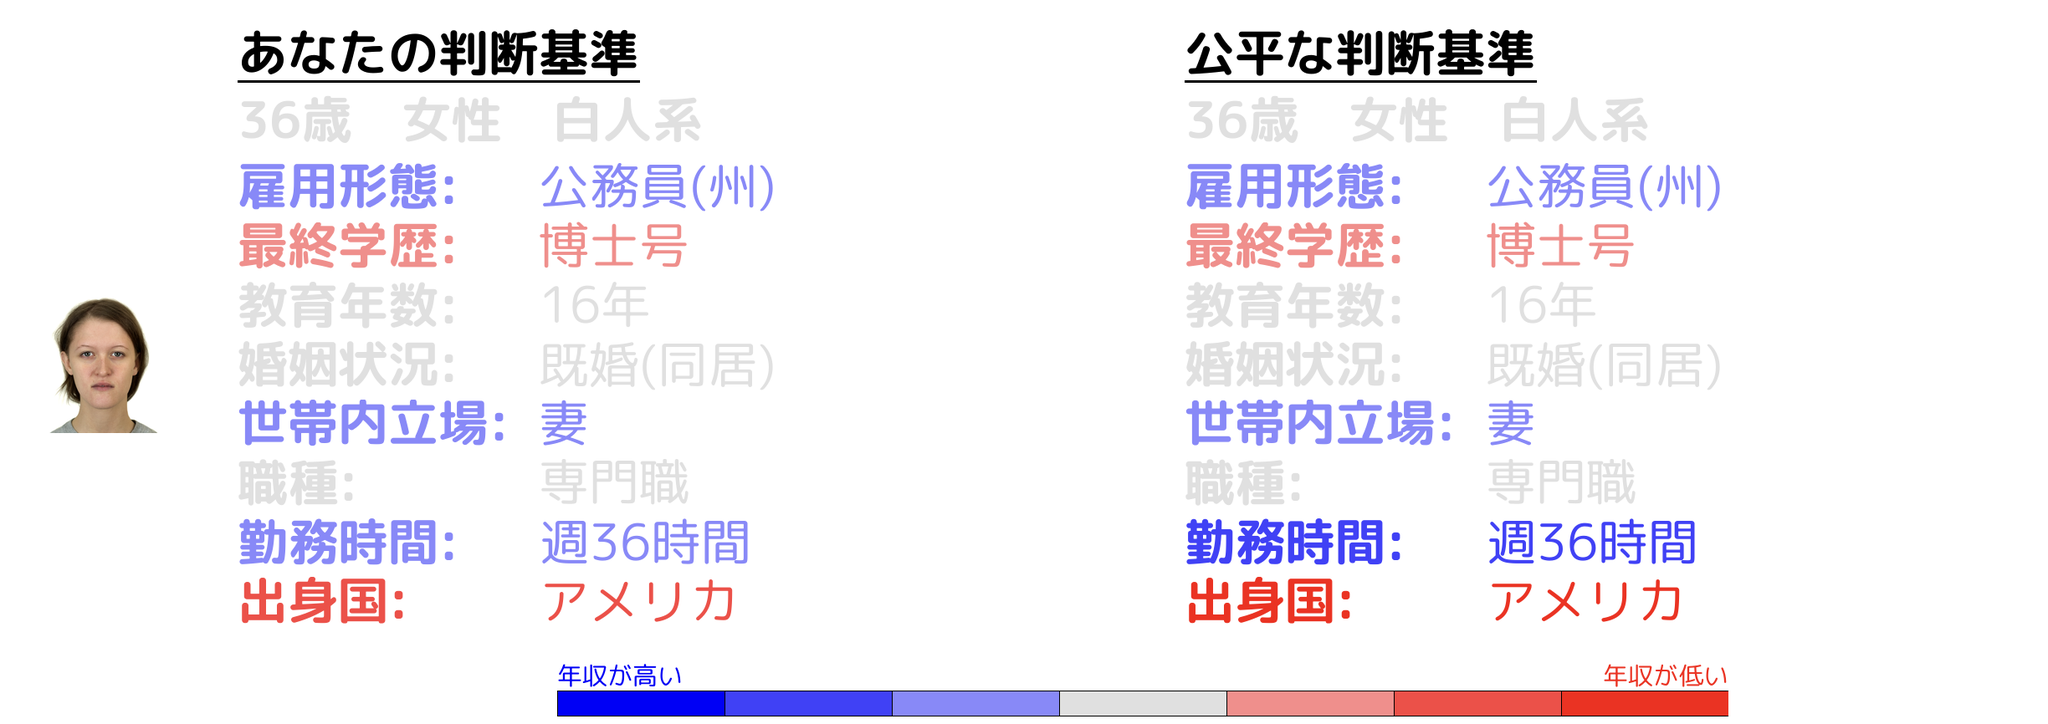 あなたの判断基準
36歳 女性 白人系
雇用形態: 公務員(州)
最終学歴: 博士号
教育年数: 16年
婚姻状況: 既婚(同居)
世帯内立場: 妻
職種: 専門職
勤務時間: 週36時間
出身国: アメリカ
公平な判断基準
36歳 女性 白人系
雇用形態: 公務員(州)
最終学歴: 博士号
教育年数: 16年
婚姻状況: 既婚(同居)
世帯内立場: 妻
職種: 専門職
勤務時間: 週36時間
出身国: アメリカ
年収が高い
年収が低い